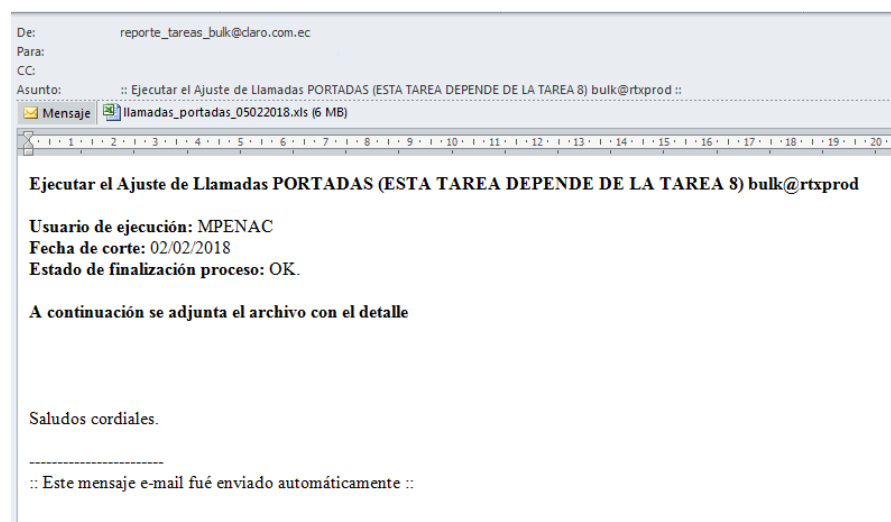 De: reporte_tareas_bulk@claro.com.ec
Para:
CC:
Asunto: :: Ejecutar el Ajuste de Llamadas PORTADAS (ESTA TAREA DEPENDE DE LA TAREA 8) bulk@rtxprod ::
Mensaje llamadas_portadas_05022018.xls (6 MB)
1 2 3 4 5 6 7 8 9 10 11 12 13 14 15 16 17 18 19 20
Ejecutar el Ajuste de Llamadas PORTADAS (ESTA TAREA DEPENDE DE LA TAREA 8) bulk@rtxprod
Usuario de ejecución: MPENAC
Fecha de corte: 02/02/2018
Estado de finalización proceso: OK.
A continuación se adjunta el archivo con el detalle
Saludos cordiales.
------------------------
:: Este mensaje e-mail fué enviado automáticamente ::